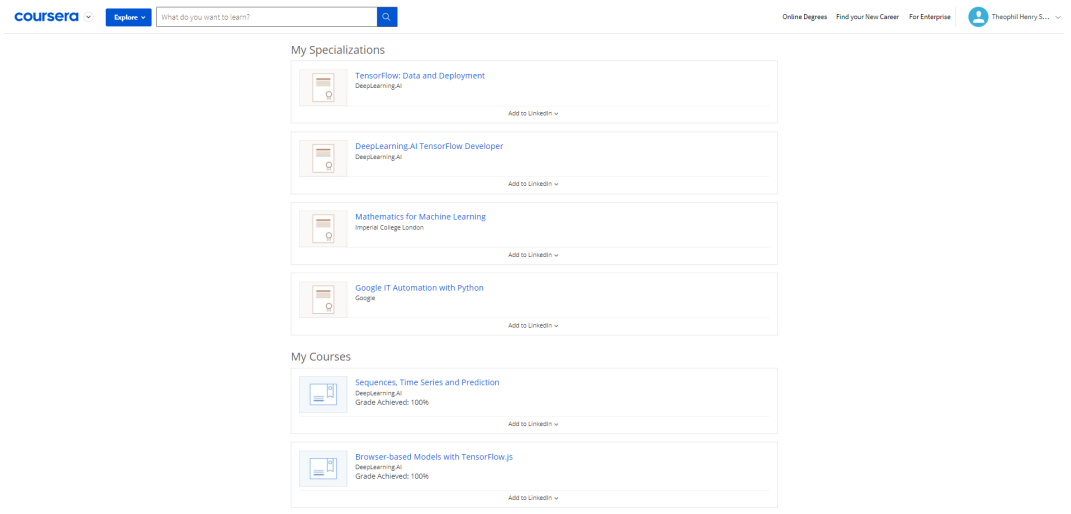 coursera
Explore
What do you want to learn?
Online Degrees
Find your New Career
For Enterprise
Theophil Henry S...
My Specializations
TensorFlow: Data and Deployment
DeepLearning.AI
Add to LinkedIn
DeepLearning.AI TensorFlow Developer
DeepLearning.AI
Add to LinkedIn
Mathematics for Machine Learning
Imperial College London
Add to LinkedIn
Google IT Automation with Python
Google
Add to LinkedIn
My Courses
Sequences, Time Series and Prediction
DeepLearning.AI
Grade Achieved: 100%
Add to LinkedIn
Browser-based Models with TensorFlow.js
DeepLearning.AI
Grade Achieved: 100%
Add to LinkedIn